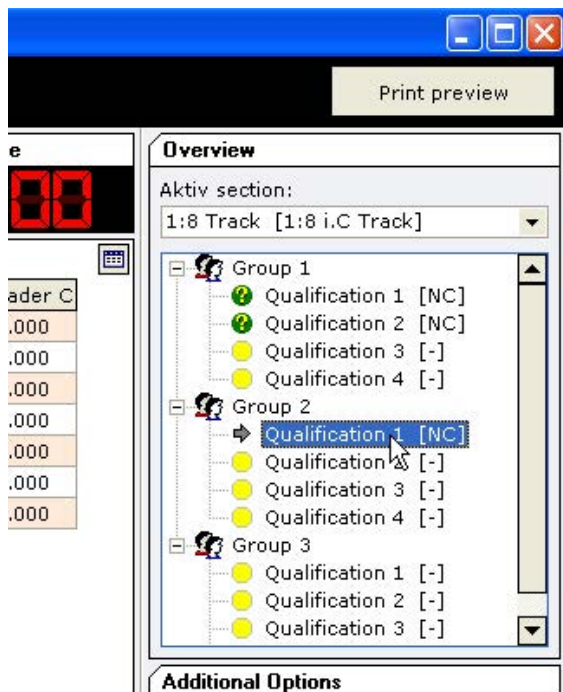 Print preview
e
Overview
00
Aktiv section:
1:8 Track [1:8 i.C Track]
Group 1
ader C
Qualification 1 [NC]
.000
Qualification 2 [NC]
.000
Qualification 3 [-]
.000
Qualification 4 [-]
.000
Group 2
.000
Qualification 1 [NC]
.000
Qualification 2 [-]
.000
Qualification 3 [-]
Qualification 4 [-]
Group 3
Qualification 1 [-]
Qualification 2 [-]
Qualification 3 [-]
Additional Options